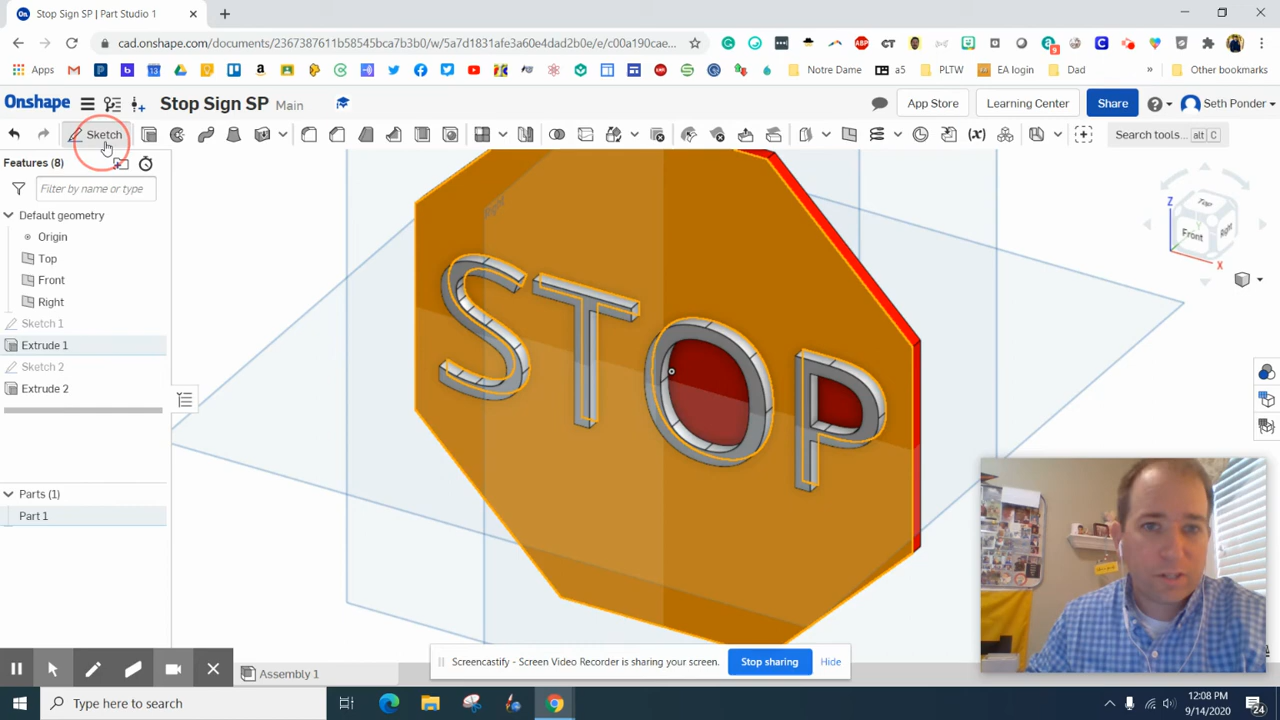 Stop Sign SP | Part Studio 1
cad.onshape.com/documents/2367387611b58545bca7b3b0/w/5a7d1831afe3a60e4dad2b0e/e/c00a190cae...
Apps
Notre Dame
a5
PLTW
EA login
Dad
»
Other bookmarks
Onshape
Stop Sign SP
Main
App Store
Learning Center
Share
Seth Ponder
Sketch
Search tools...
alt
C
Features (8)
Filter by name or type
Default geometry
Origin
Top
Front
Right
Sketch 1
Extrude 1
Sketch 2
Extrude 2
Parts (1)
Part 1
STOP
Z
Top
Front
Right
X
Screencastify - Screen Video Recorder is sharing your screen.
Stop sharing
Hide
Assembly 1
Type here to search
12:08 PM
9/14/2020
24